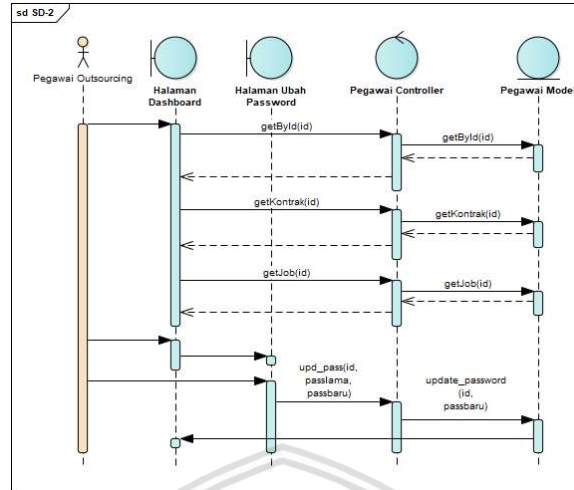 sd SD-2
Pegawai Outsourcing
Halaman
Dashboard
Halaman Ubah
Password
Pegawai Controller
Pegawai Model
getById(id)
getById(id)
getKontrak(id)
getKontrak(id)
getJob(id)
getJob(id)
upd_pass(id,
passlama,
passbaru)
update_password
(id,
passbaru)